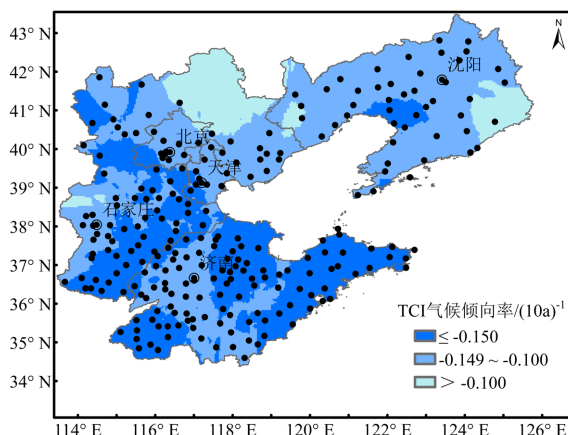 43° N
42° N
41° N
40° N
39° N
38° N
37° N
36° N
35° N
34° N
N
沈阳
北京
天津
石家庄
济南
TCI气候倾向率/(10a)⁻¹
≤ -0.150
-0.149 ~ -0.100
> -0.100
114° E 116° E 118° E 120° E 122° E 124° E 126° E